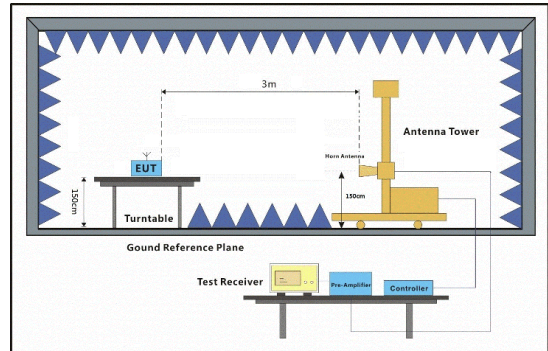 3m
Antenna Tower
Horn Antenna
EUT
150cm
150cm
Turntable
Gound Reference Plane
Test Receiver
Pre-Amplifier
Controller